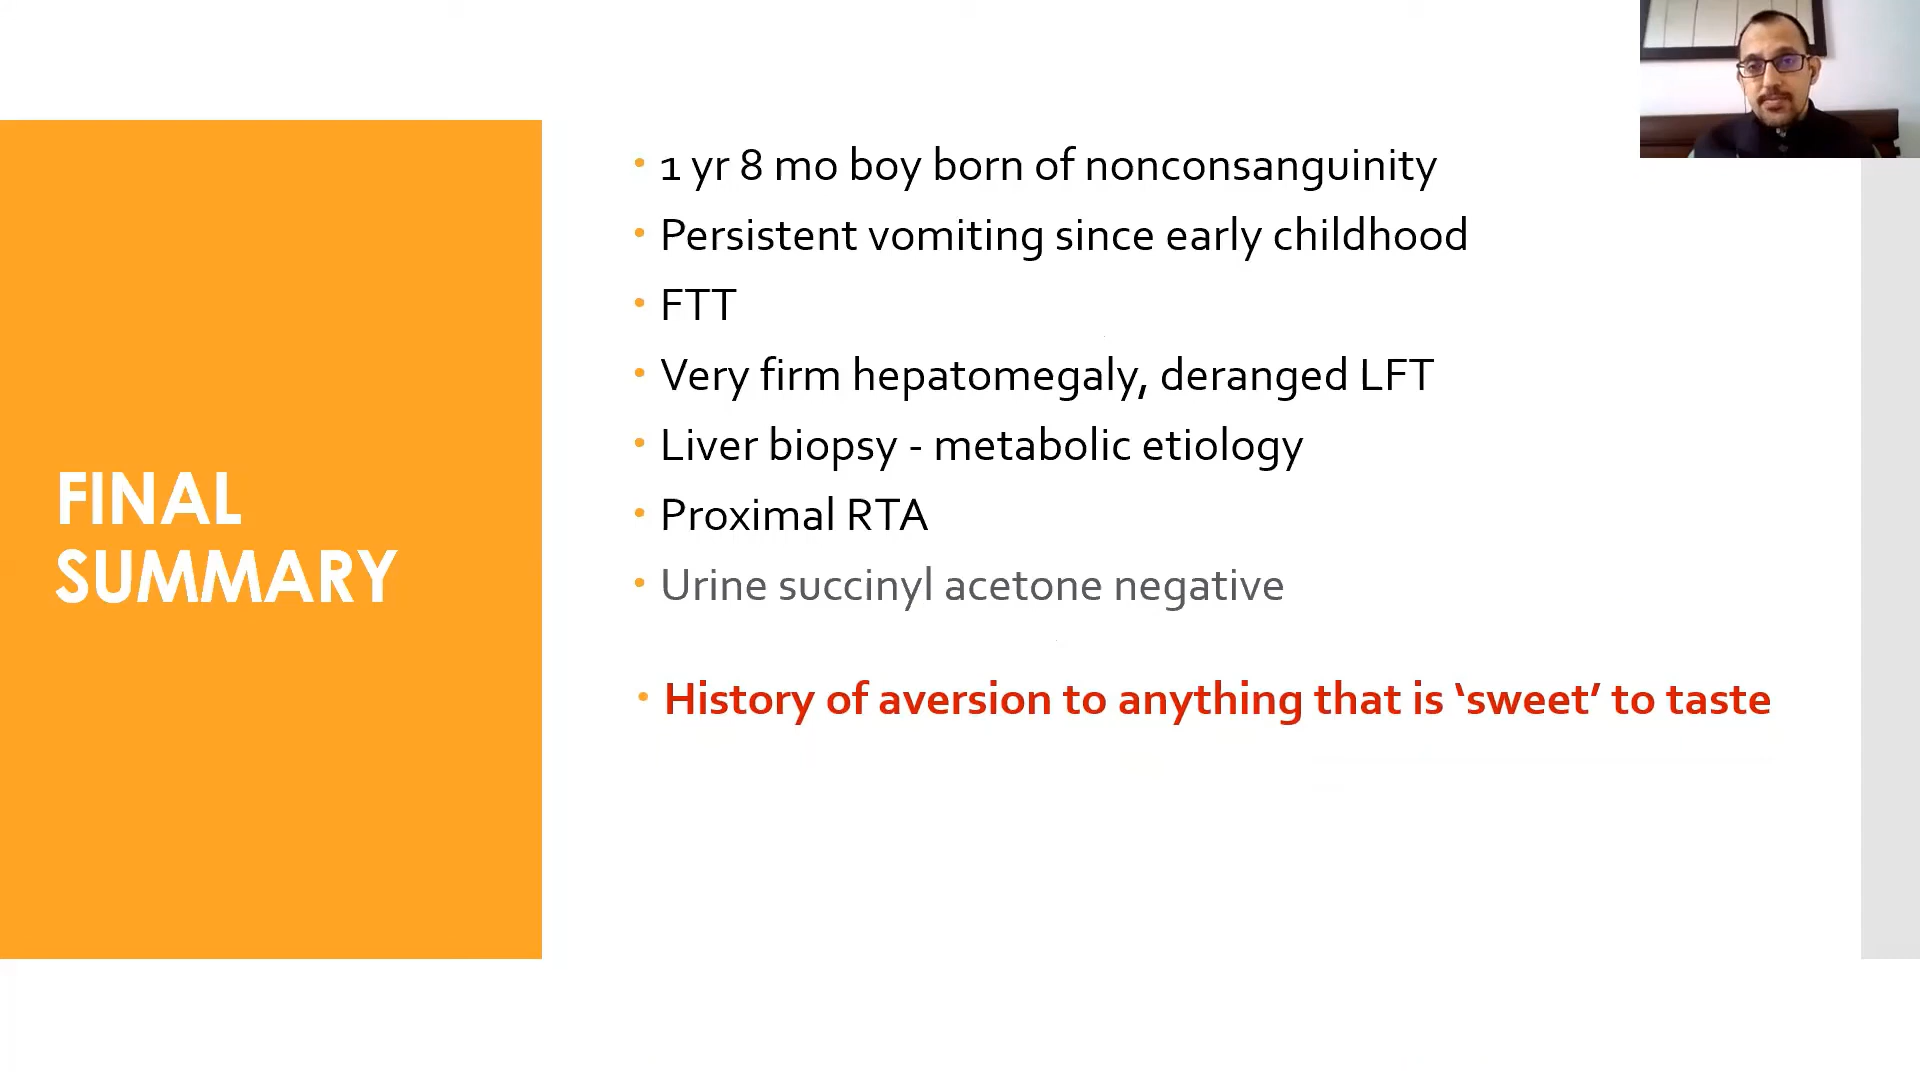 FINAL
SUMMARY
• 1 yr 8 mo boy born of nonconsanguinity
• Persistent vomiting since early childhood
• FTT
• Very firm hepatomegaly, deranged LFT
• Liver biopsy - metabolic etiology
• Proximal RTA
• Urine succinyl acetone negative
• History of aversion to anything that is ‘sweet’ to taste